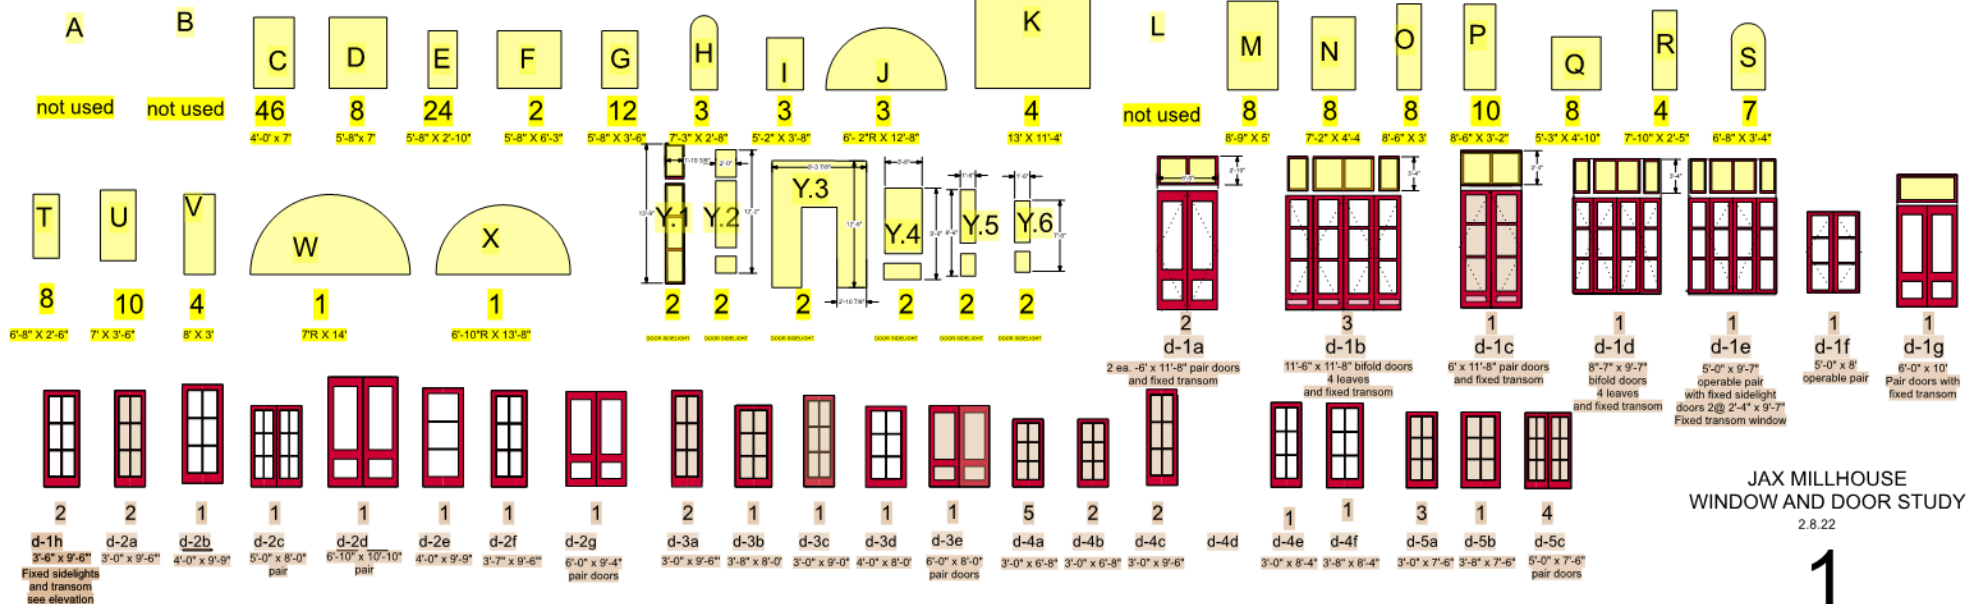 A
B
C
D
E
F
G
H
I
J
K
L
M
N
O
P
Q
R
S
not used
not used
46
8
24
2
12
3
3
3
4
not used
8
8
8
10
8
4
7
4'-0" x 7'
5'-8"x 7'
5'-8" X 2'-10"
5'-8" X 6'-3"
5'-8" X 3'-6"
7'-3" X 2'-8"
5'-2" X 3'-8"
6'- 2"R X 12'-8"
13' X 11'-4'
8'-9" X 5'
7'-2" X 4'-4
8'-6" X 3'
8'-6" X 3'-2"
5'-3" X 4'-10"
7'-10" X 2'-5"
6'-8" X 3'-4"
T
U
V
W
X
Y.1
Y.2
Y.3
Y.4
Y.5
Y.6
8
10
4
1
1
2
2
2
2
2
2
6'-8" X 2'-6"
7' X 3'-6"
8' X 3'
7'R X 14'
6'-10"R X 13'-8"
DOOR SIDELIGHT
DOOR SIDELIGHT
DOOR SIDELIGHT
DOOR SIDELIGHT
DOOR SIDELIGHT
DOOR SIDELIGHT
2
d-1a
2 ea. -6' x 11'-8" pair doors
and fixed transom
3
d-1b
11'-6" x 11'-8" bifold doors
4 leaves
and fixed transom
1
d-1c
6' x 11'-8" pair doors
and fixed transom
1
d-1d
8"-7" x 9'-7"
bifold doors
4 leaves
and fixed transom
1
d-1e
5'-0" x 9'-7"
operable pair
with fixed sidelight
doors 2@ 2'-4" x 9'-7"
Fixed transom window
1
d-1f
5'-0" x 8'
operable pair
1
d-1g
6'-0" x 10'
Pair doors with
fixed transom
2
d-1h
3'-6" x 9'-6"
Fixed sidelights
and transom
see elevation
2
d-2a
3'-0" x 9'-6"
1
d-2b
4'-0" x 9'-9"
1
d-2c
5'-0" x 8'-0"
pair
1
d-2d
6'-10" x 10'-10"
pair
1
d-2e
4'-0" x 9'-9"
1
d-2f
3'-7" x 9'-6"
1
d-2g
6'-0" x 9'-4"
pair doors
2
d-3a
3'-0" x 9'-6"
1
d-3b
3'-8" x 8'-0'
1
d-3c
3'-0" x 9'-0"
1
d-3d
4'-0" x 8'-0"
1
d-3e
6'-0" x 8'-0"
pair doors
5
d-4a
3'-0" x 6'-8"
2
d-4b
3'-0" x 6'-8"
2
d-4c
3'-0" x 9'-6"
d-4d
1
d-4e
3'-0" x 8'-4"
1
d-4f
3'-8" x 8'-4"
3
d-5a
3'-0" x 7'-6"
1
d-5b
3'-8" x 7'-6"
4
d-5c
5'-0" x 7'-6"
pair doors
JAX MILLHOUSE
WINDOW AND DOOR STUDY
2.8.22
1